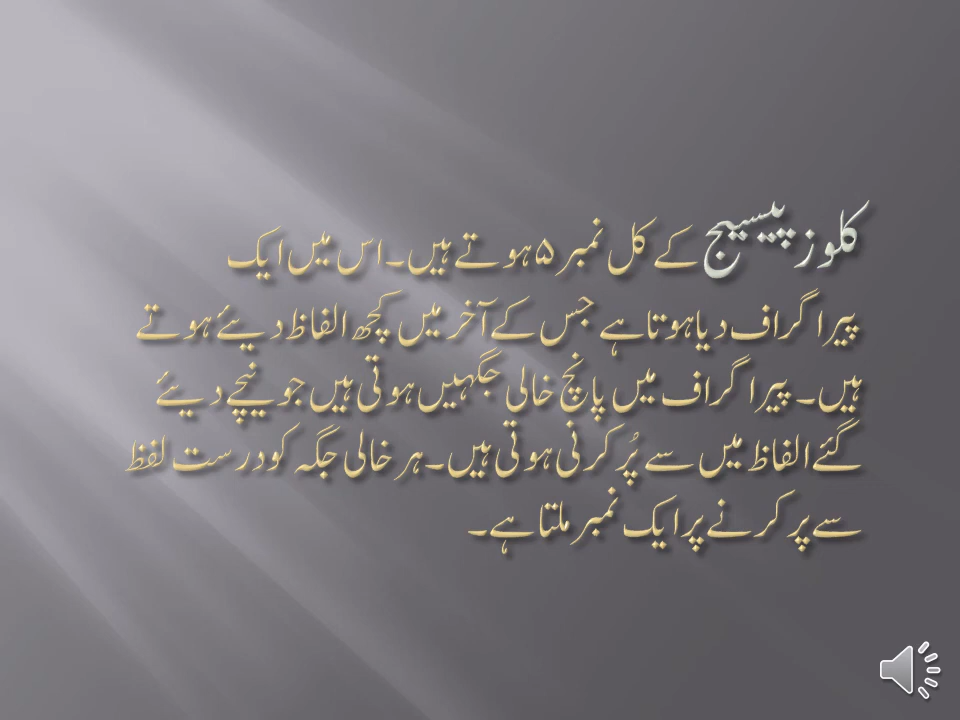 کلوز پیسیج کے کل نمبر ۵ ہوتے ہیں۔ اس میں ایک
پیرا گراف دیا ہوتا ہے جس کے آخر میں کچھ الفاظ دیئے ہوتے
ہیں۔ پیرا گراف میں پانچ خالی جگہیں ہوتی ہیں جو نیچے دیئے
گئے الفاظ میں سے پُر کرنی ہوتی ہیں۔ ہر خالی جگہ کو درست لفظ
سے پر کرنے پر ایک نمبر ملتا ہے۔